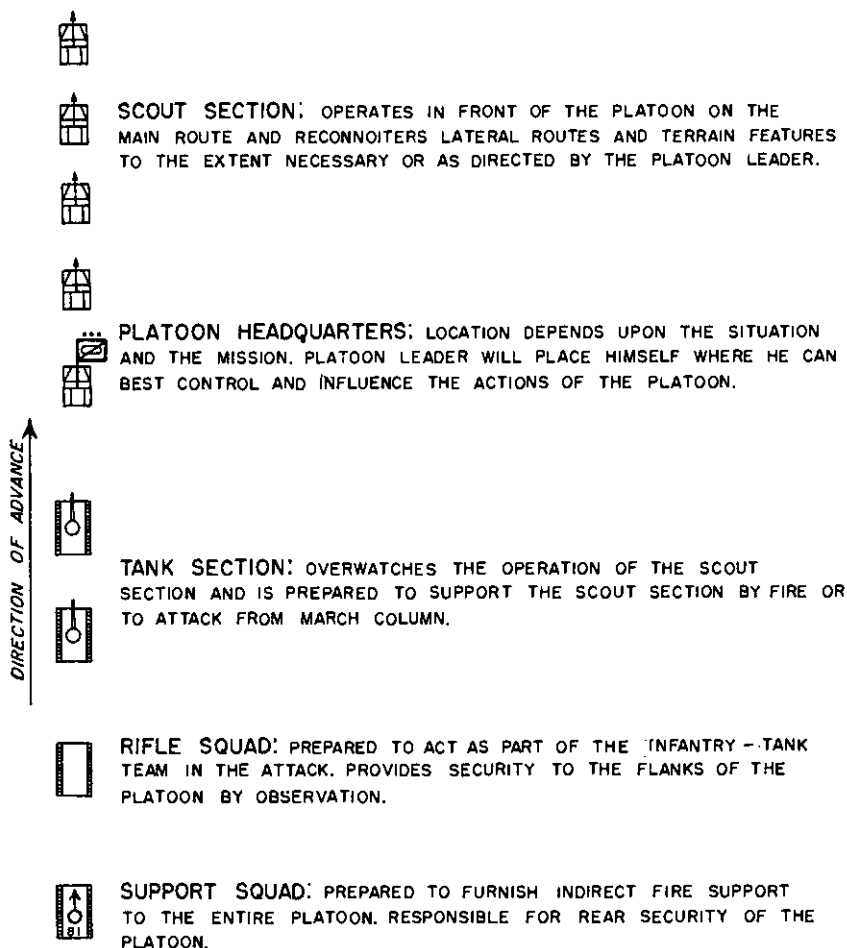 SCOUT SECTION: OPERATES IN FRONT OF THE PLATOON ON THE
MAIN ROUTE AND RECONNOITERS LATERAL ROUTES AND TERRAIN FEATURES
TO THE EXTENT NECESSARY OR AS DIRECTED BY THE PLATOON LEADER.
PLATOON HEADQUARTERS: LOCATION DEPENDS UPON THE SITUATION
AND THE MISSION. PLATOON LEADER WILL PLACE HIMSELF WHERE HE CAN
BEST CONTROL AND INFLUENCE THE ACTIONS OF THE PLATOON.
DIRECTION OF ADVANCE
TANK SECTION: OVERWATCHES THE OPERATION OF THE SCOUT
SECTION AND IS PREPARED TO SUPPORT THE SCOUT SECTION BY FIRE OR
TO ATTACK FROM MARCH COLUMN.
RIFLE SQUAD: PREPARED TO ACT AS PART OF THE INFANTRY - TANK
TEAM IN THE ATTACK. PROVIDES SECURITY TO THE FLANKS OF THE
PLATOON BY OBSERVATION.
81
SUPPORT SQUAD: PREPARED TO FURNISH INDIRECT FIRE SUPPORT
TO THE ENTIRE PLATOON. RESPONSIBLE FOR REAR SECURITY OF THE
PLATOON.